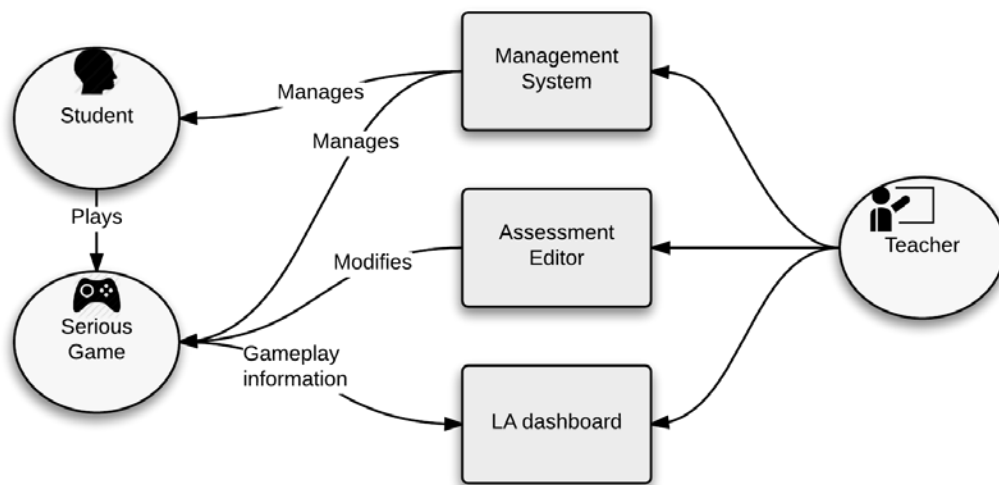 Management
System
Manages
Student
Manages
Plays
Assessment
Editor
Teacher
Modifies
Serious
Game
Gameplay
information
LA dashboard